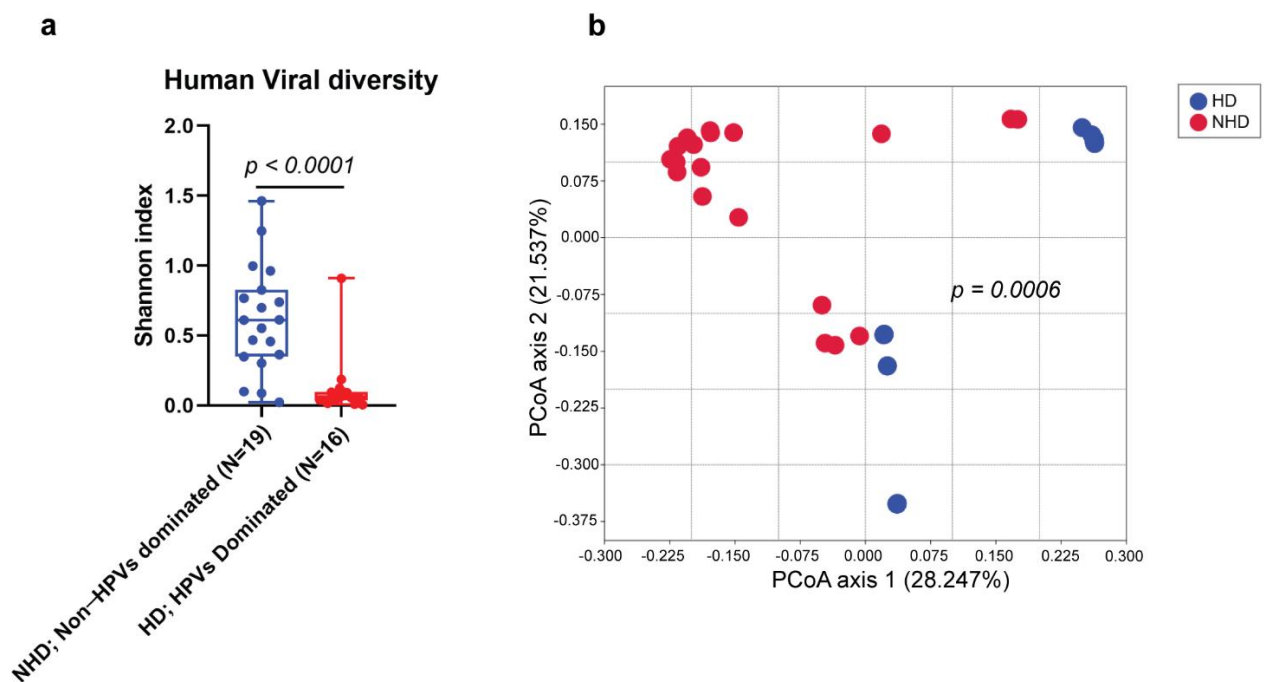 a
Human Viral diversity
2.0
1.5
1.0
0.5
0.0
Shannon index
p < 0.0001
NHD; Non–HPVs dominated (N=19)
HD; HPVs Dominated (N=16)
b
HD
NHD
0.150
0.075
0.000
-0.075
-0.150
-0.225
-0.300
-0.375
PCoA axis 2 (21.537%)
p = 0.0006
-0.300 -0.225 -0.150 -0.075 0.000 0.075 0.150 0.225 0.300
PCoA axis 1 (28.247%)